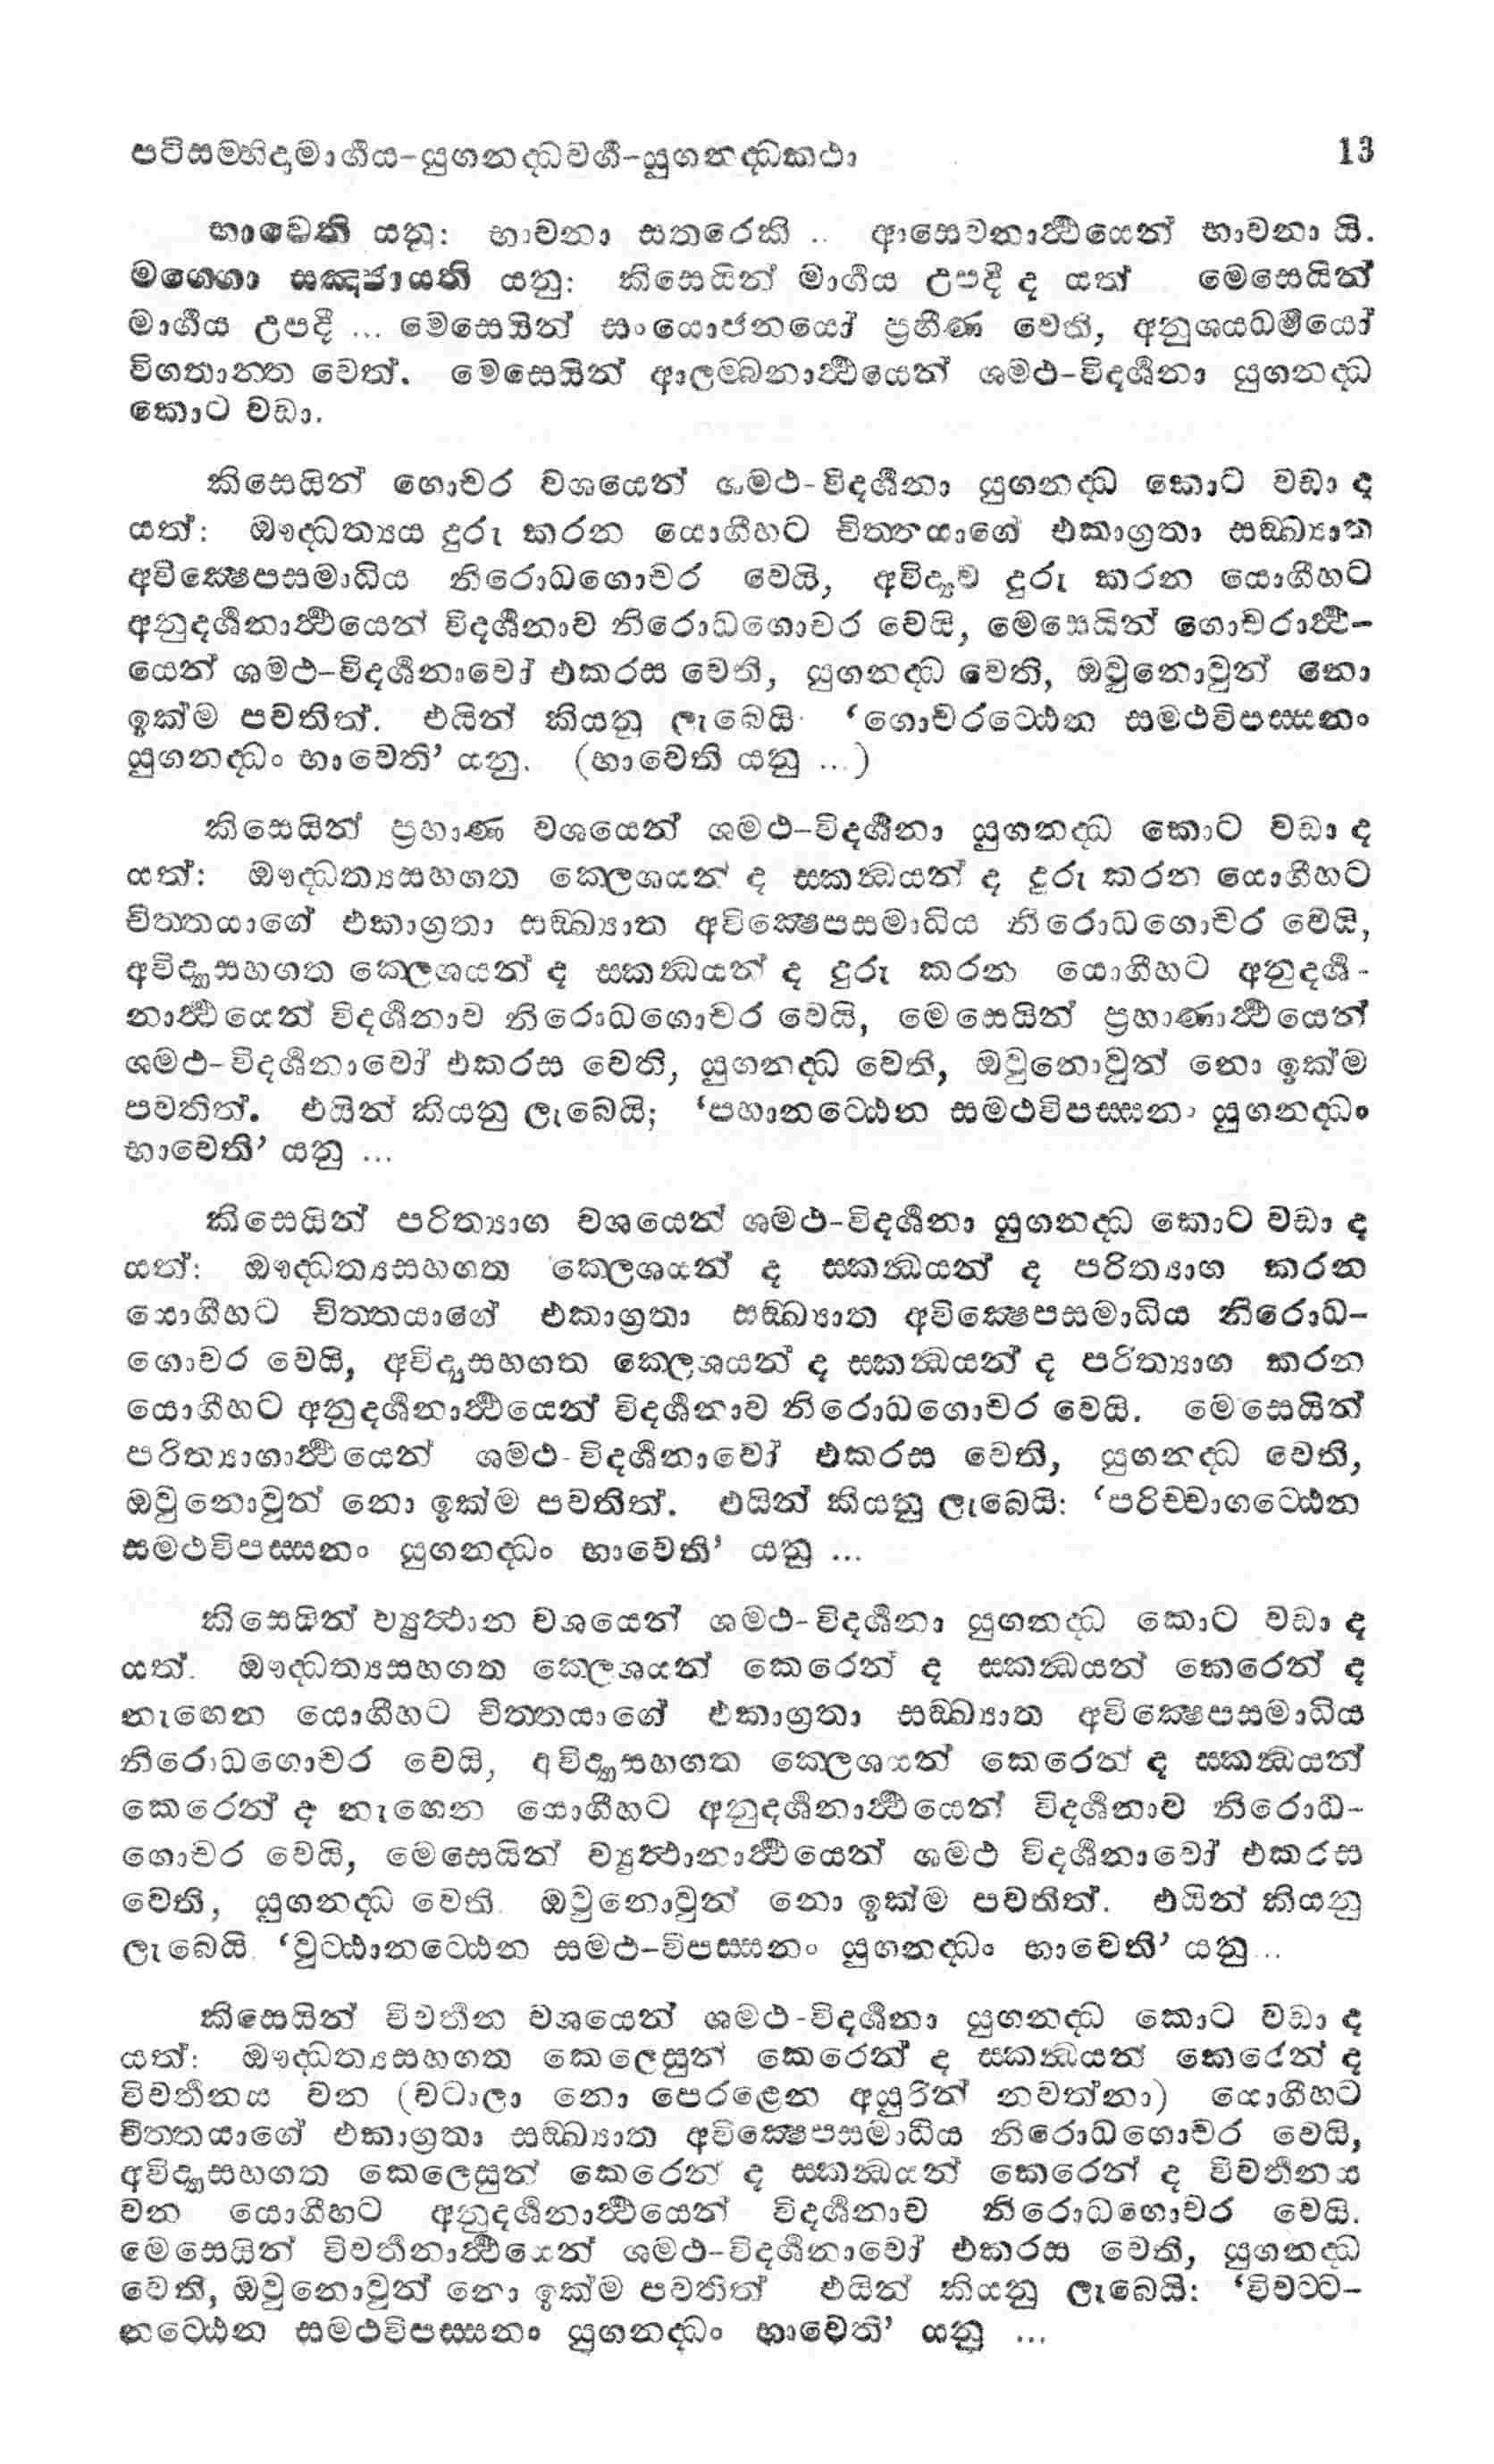 පටිසම්භිදාමාර්ගය-යුගනද්ධවර්ග-යුගනද්ධකථා 13
භාවෙති යනු: භාවනා සතරෙකි .. ආසෙවනාර්ත්‍ථයෙන් භාවනා යි.
මග්ගො සඤ්ජායති යනු: කිසෙයින් මාර්ගය උපදී ද යත් මෙසෙයින්
මාර්ගය උපදී ... මෙසෙයින් සංයොජනයෝ ප්‍රහීණ වෙති, අනුශයධර්මයෝ
විගතාන්ත වෙත්. මෙසෙයින් ආලම්බනාර්ත්‍ථයෙන් ශමථ-විදර්ශනා යුගනද්ධ
කොට වඩා.
කිසෙයින් ගොචර වශයෙන් ශමථ-විදර්ශනා යුගනද්ධ කොට වඩා ද
යත්: ඖද්ධත්‍යය දුරු කරන යොගීහට චිත්තයාගේ එකාග්‍රතා සඞ්ඛ්‍යාත
අවික්ෂෙපසමාධිය නිරොධගොචර වෙයි, අවිද්‍යාව දුරු කරන යොගීහට
අනුදර්ශනාර්ත්‍ථයෙන් විදර්ශනාව නිරොධගොචර වෙයි, මෙසෙයින් ගොචරාර්ත්‍ථ-
යෙන් ශමථ-විදර්ශනාවෝ එකරස වෙති, යුගනද්ධ වෙති, ඔවුනොවුන් නො
ඉක්ම පවතිත්. එයින් කියනු ලැබෙයි 'ගොචරට්ඨෙන සමථවිපස්සනං
යුගනද්ධං භාවෙති' යනු. (භාවෙති යනු ...)
කිසෙයින් ප්‍රහාණ වශයෙන් ශමථ-විදර්ශනා යුගනද්ධ කොට වඩා ද
යත්: ඖද්ධත්‍යසහගත ක්ලෙශයන් ද ස්කන්ධයන් ද දුරු කරන යොගීහට
චිත්තයාගේ එකාග්‍රතා සඞ්ඛ්‍යාත අවික්ෂෙපසමාධිය නිරොධගොචර වෙයි,
අවිද්‍යාසහගත ක්ලෙශයන් ද ස්කන්ධයන් ද දුරු කරන යොගීහට අනුදර්ශ-
නාර්ත්‍ථයෙන් විදර්ශනාව නිරොධගොචර වෙයි, මෙසෙයින් ප්‍රහාණාර්ත්‍ථයෙන්
ශමථ-විදර්ශනාවෝ එකරස වෙති, යුගනද්ධ වෙති, ඔවුනොවුන් නො ඉක්ම
පවතිත්. එයින් කියනු ලැබෙයි; 'පහානට්ඨෙන සමථවිපස්සනං යුගනද්ධං
භාවෙති' යනු ...
කිසෙයින් පරිත්‍යාග වශයෙන් ශමථ-විදර්ශනා යුගනද්ධ කොට වඩා ද
යත්: ඖද්ධත්‍යසහගත ක්ලෙශයන් ද ස්කන්ධයන් ද පරිත්‍යාග කරන
යොගීහට චිත්තයාගේ එකාග්‍රතා සඞ්ඛ්‍යාත අවික්ෂෙපසමාධිය නිරොධ-
ගොචර වෙයි, අවිද්‍යාසහගත ක්ලෙශයන් ද ස්කන්ධයන් ද පරිත්‍යාග කරන
යොගීහට අනුදර්ශනාර්ත්‍ථයෙන් විදර්ශනාව නිරොධගොචර වෙයි. මෙසෙයින්
පරිත්‍යාගාර්ත්‍ථයෙන් ශමථ-විදර්ශනාවෝ එකරස වෙති, යුගනද්ධ වෙති,
ඔවුනොවුන් නො ඉක්ම පවතිත්. එයින් කියනු ලැබෙයි: 'පරිච්චාගට්ඨෙන
සමථවිපස්සනං යුගනද්ධං භාවෙති' යනු ...
කිසෙයින් ව්‍යුත්ථාන වශයෙන් ශමථ-විදර්ශනා යුගනද්ධ කොට වඩා ද
යත්. ඖද්ධත්‍යසහගත ක්ලෙශයන් කෙරෙන් ද ස්කන්ධයන් කෙරෙන් ද
නැඟෙන යොගීහට චිත්තයාගේ එකාග්‍රතා සඞ්ඛ්‍යාත අවික්ෂෙපසමාධිය
නිරොධගොචර වෙයි, අවිද්‍යාසහගත ක්ලෙශයන් කෙරෙන් ද ස්කන්ධයන්
කෙරෙන් ද නැඟෙන යොගීහට අනුදර්ශනාර්ත්‍ථයෙන් විදර්ශනාව නිරොධ-
ගොචර වෙයි, මෙසෙයින් ව්‍යුත්ථානාර්ත්‍ථයෙන් ශමථ විදර්ශනාවෝ එකරස
වෙති, යුගනද්ධ වෙති. ඔවුනොවුන් නො ඉක්ම පවතිත්. එයින් කියනු
ලැබෙයි. 'වුට්ඨානට්ඨෙන සමථ-විපස්සනං යුගනද්ධං භාවෙති' යනු ...
කිසෙයින් විවර්තන වශයෙන් ශමථ-විදර්ශනා යුගනද්ධ කොට වඩා ද
යත්: ඖද්ධත්‍යසහගත කෙලෙසුන් කෙරෙන් ද ස්කන්ධයන් කෙරෙන් ද
විවර්තනය වන (වටාලා නො පෙරළෙන අයුරින් නවත්නා) යොගීහට
චිත්තයාගේ එකාග්‍රතා සඞ්ඛ්‍යාත අවික්ෂෙපසමාධිය නිරොධගොචර වෙයි,
අවිද්‍යාසහගත කෙලෙසුන් කෙරෙන් ද ස්කන්ධයන් කෙරෙන් ද විවර්තනය
වන යොගීහට අනුදර්ශනාර්ත්‍ථයෙන් විදර්ශනාව නිරොධගොචර වෙයි.
මෙසෙයින් විවර්තනාර්ත්‍ථයෙන් ශමථ-විදර්ශනාවෝ එකරස වෙති, යුගනද්ධ
වෙති, ඔවුනොවුන් නො ඉක්ම පවතිත් එයින් කියනු ලැබෙයි: 'විවට්ට-
නට්ඨෙන සමථවිපස්සනං යුගනද්ධං භාවෙති' යනු ...